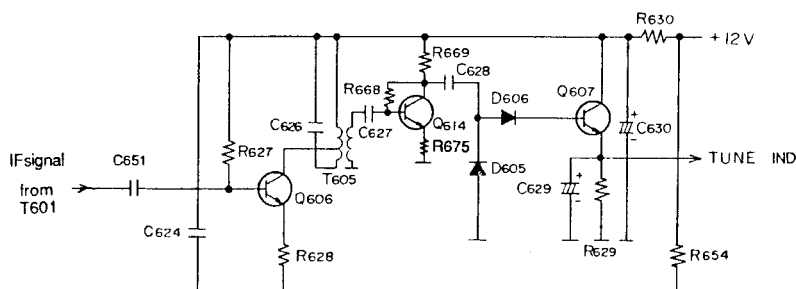 R630
+12V
R669
C628
R668
Q607
D606
C626
C627
Q614
C630
IFsignal
C651
R627
R675
TUNE IND
from
T605
D605
C629
T601
Q606
C624
R628
R629
R654